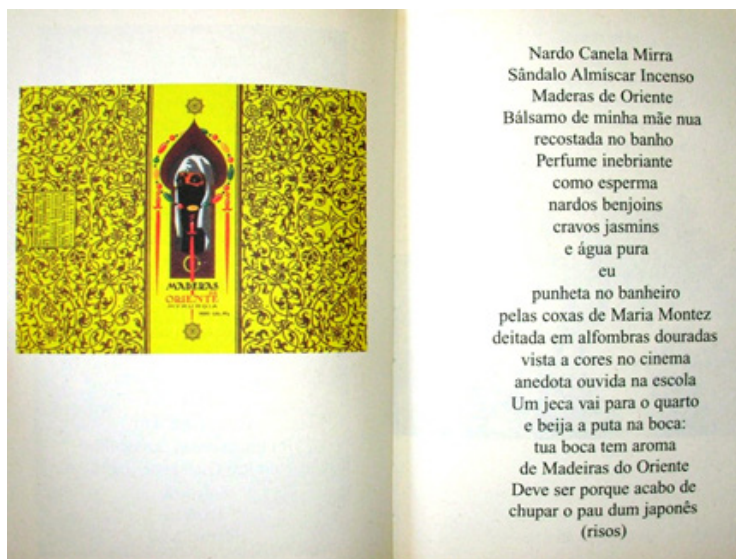 MADERAS
DE
ORIENTE
MYRURGIA
Nardo Canela Mirra
Sândalo Almíscar Incenso
Maderas de Oriente
Bálsamo de minha mãe nua
recostada no banho
Perfume inebriante
como esperma
nardos benjoins
cravos jasmins
e água pura
eu
punheta no banheiro
pelas coxas de Maria Montez
deitada em alfombras douradas
vista a cores no cinema
anedota ouvida na escola
Um jeca vai para o quarto
e beija a puta na boca:
tua boca tem aroma
de Madeiras do Oriente
Deve ser porque acabo de
chupar o pau dum japonês
(risos)